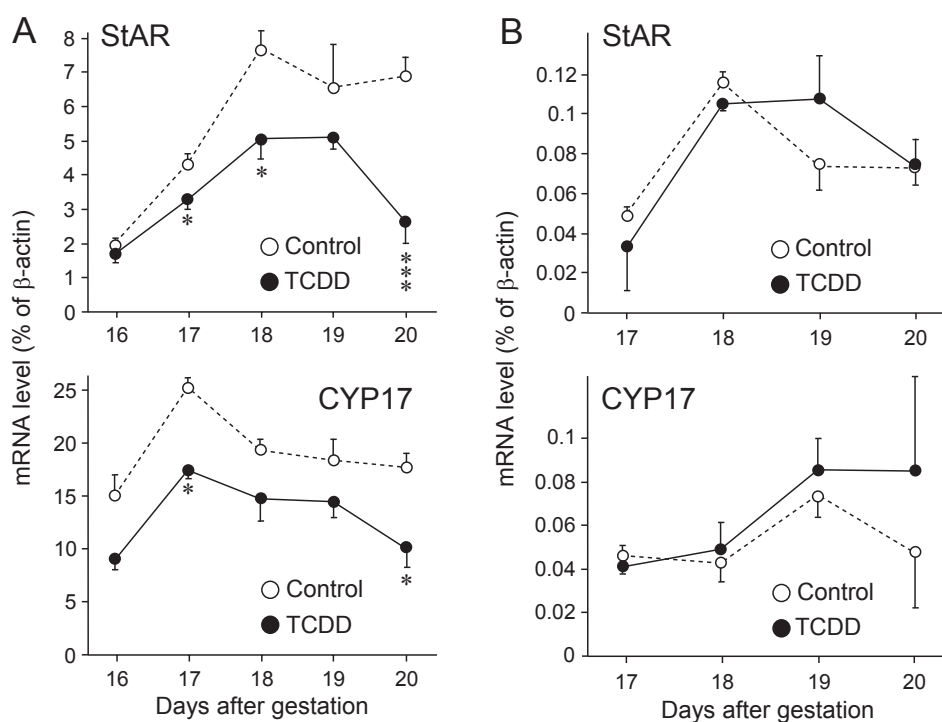 A
StAR
mRNA level (% of β-actin)
8
7
6
5
4
3
2
1
0
16 17 18 19 20
*
*
***
Control
TCDD
CYP17
25
20
15
10
5
0
16 17 18 19 20
*
*
Control
TCDD
Days after gestation
B
StAR
mRNA level (% of β-actin)
0.12
0.1
0.08
0.06
0.04
0.02
0
17 18 19 20
Control
TCDD
CYP17
0.1
0.08
0.06
0.04
0.02
0
17 18 19 20
Control
TCDD
Days after gestation